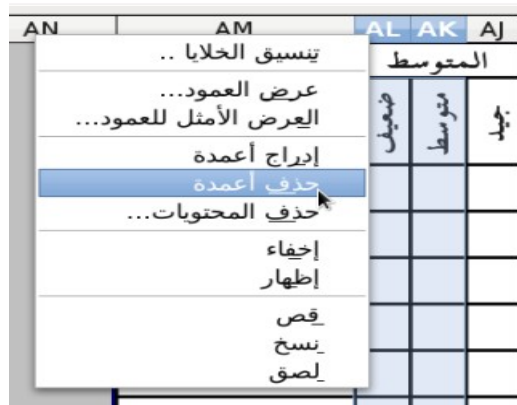 AJ AK AL AM AN
المتوسط
جيد متوسط ضعيف
تنسيق الخلايا ..
عرض العمود...
العرض الأمثل للعمود...
إدراج أعمدة
حذف أعمدة
حذف المحتويات...
إخفاء
إظهار
قص
نسخ
لصق